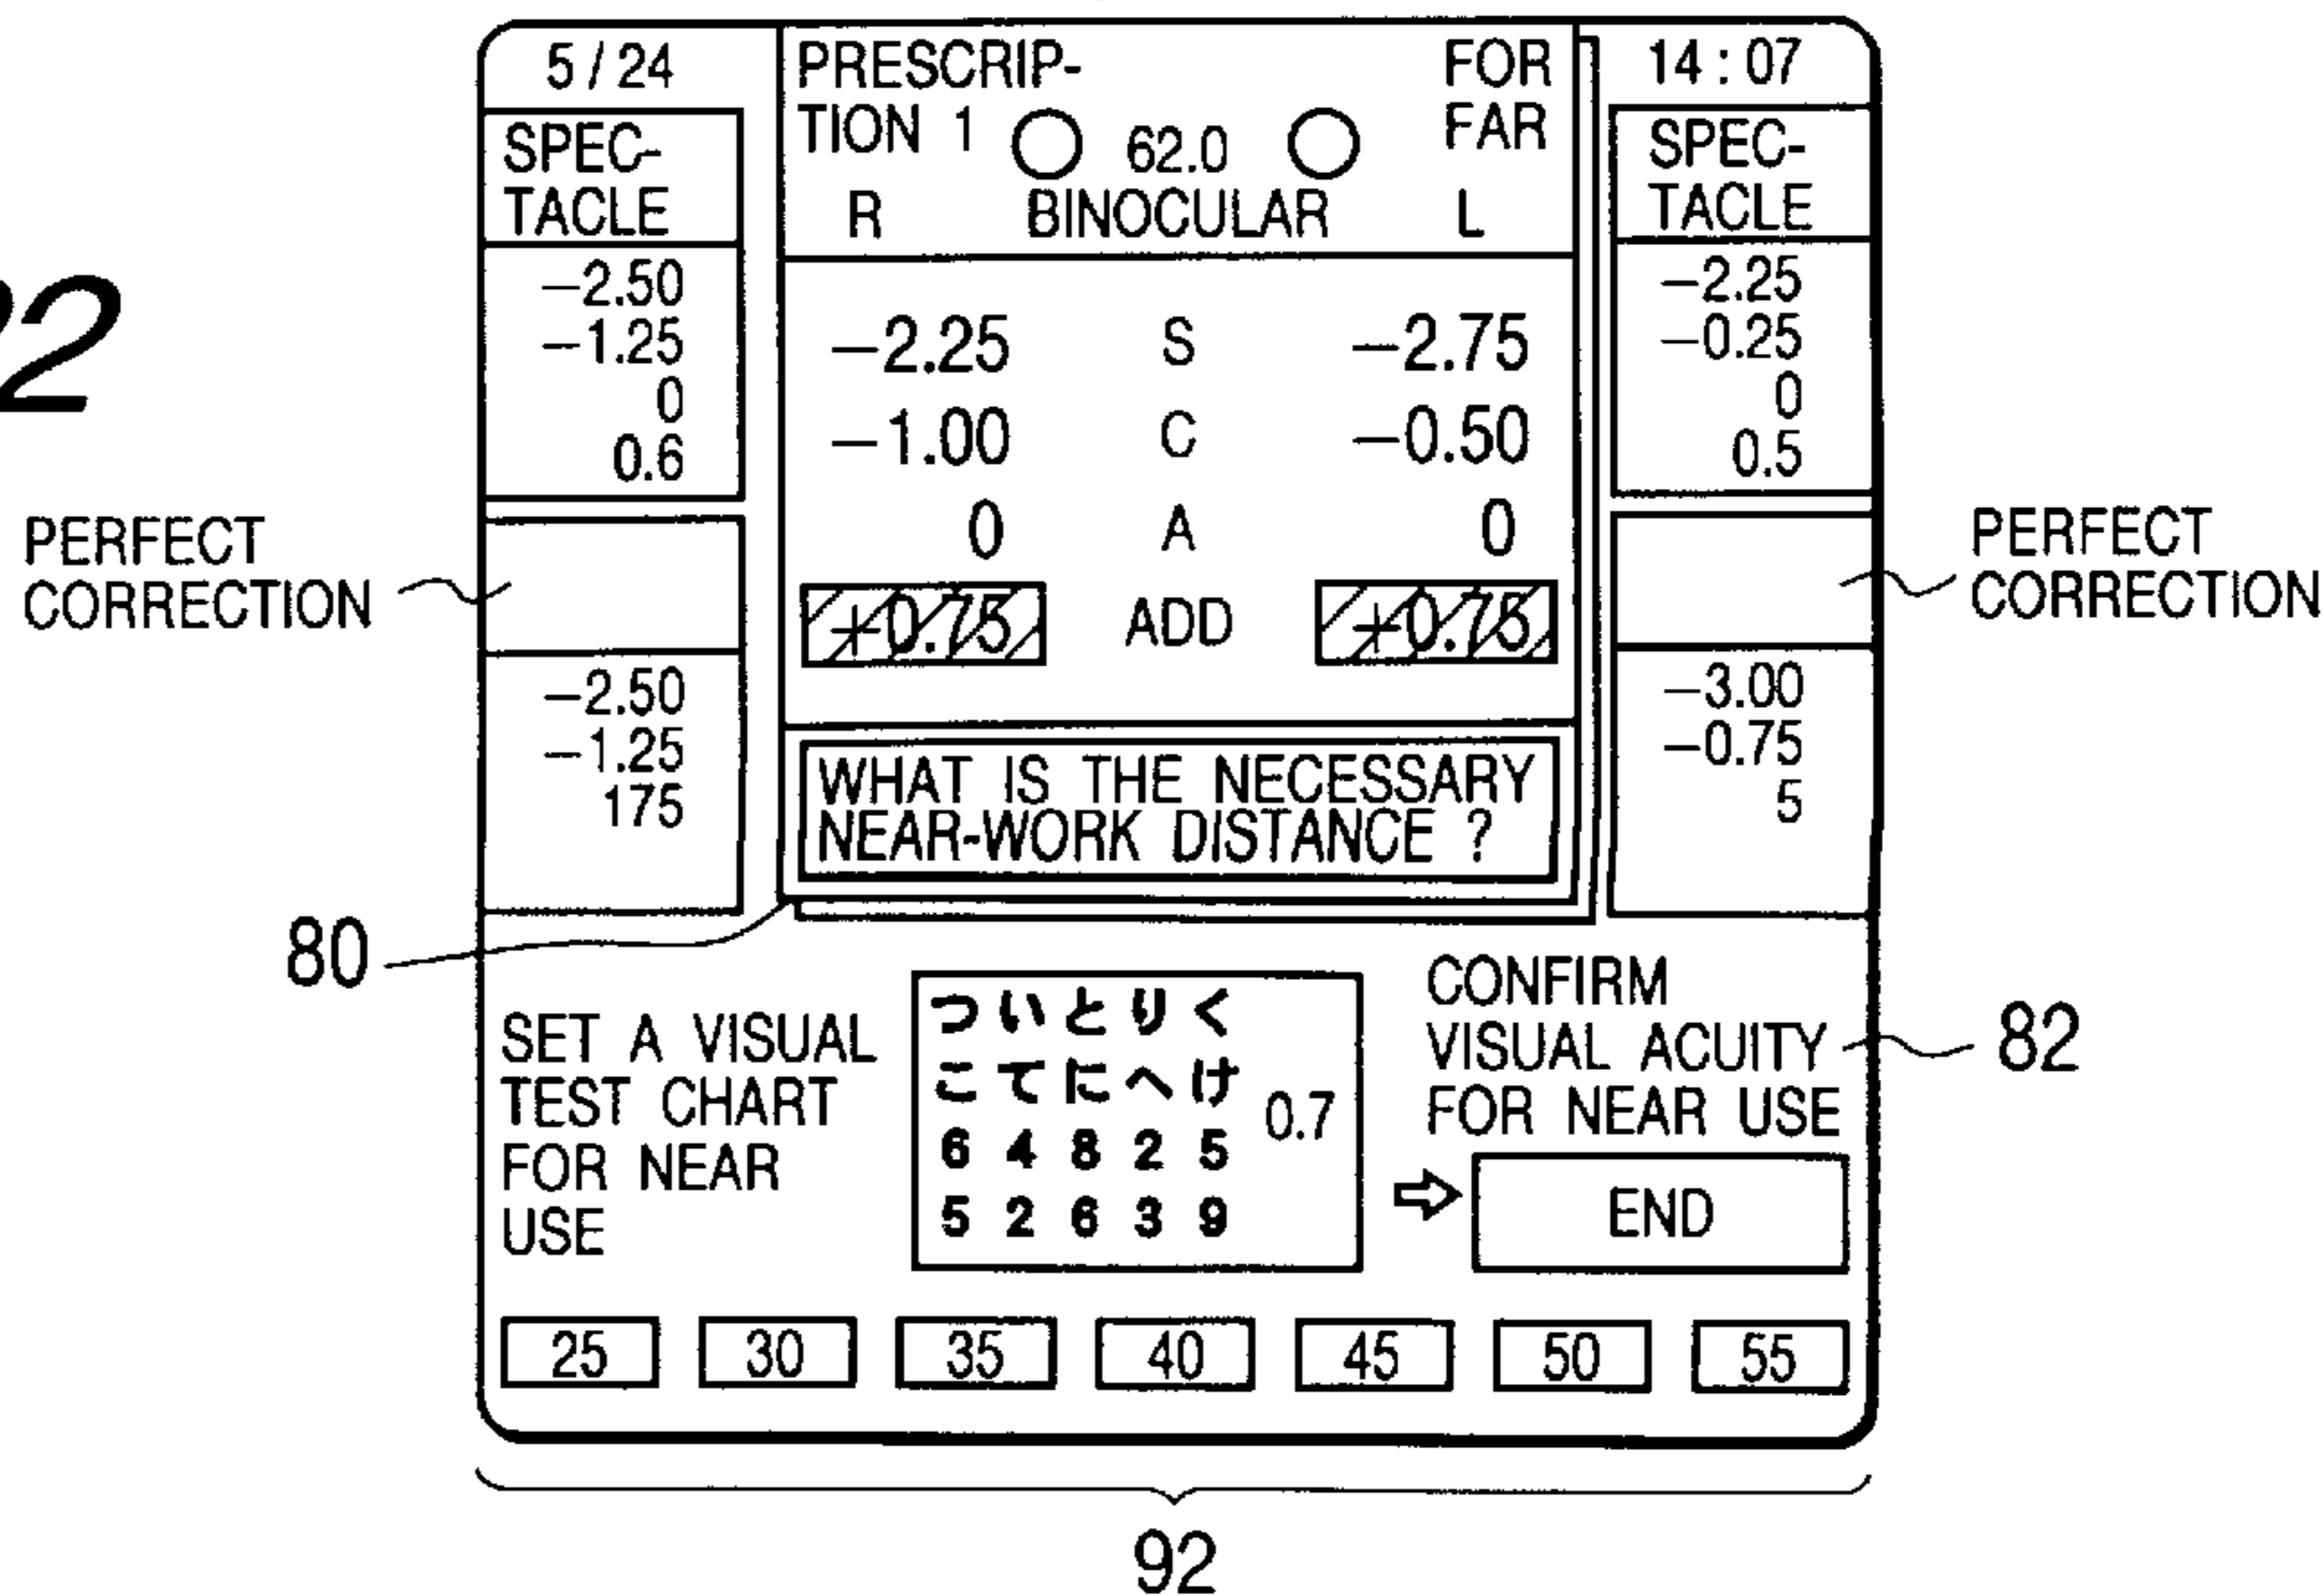 22
5/24
PRESCRIP-
TION 1
62.0
FOR
FAR
14:07
SPEC-
TACLE
R BINOCULAR L
SPEC-
TACLE
−2.50
−1.25
0
0.6
−2.25 S −2.75
−1.00 C −0.50
0 A 0
+0.75 ADD +0.75
−2.25
−0.25
0
0.5
PERFECT
CORRECTION
PERFECT
CORRECTION
−2.50
−1.25
175
−3.00
−0.75
5
WHAT IS THE NECESSARY
NEAR-WORK DISTANCE ?
80
SET A VISUAL
TEST CHART
FOR NEAR
USE
ついとりく
こてにへけ
6 4 8 2 5
5 2 6 3 9
0.7
CONFIRM
VISUAL ACUITY
FOR NEAR USE
82
⇨ END
25 30 35 40 45 50 55
92